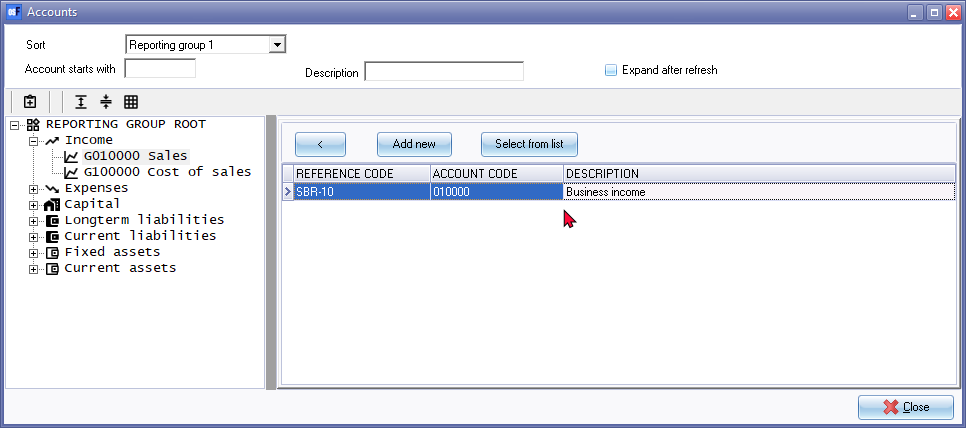 Accounts
Sort
Reporting group 1
Account starts with
Description
Expand after refresh
REPORTING GROUP ROOT
Income
G010000 Sales
G100000 Cost of sales
Expenses
Capital
Longterm liabilities
Current liabilities
Fixed assets
Current assets
< Add new Select from list
REFERENCE CODE ACCOUNT CODE DESCRIPTION
SBR-10 010000 Business income
Close